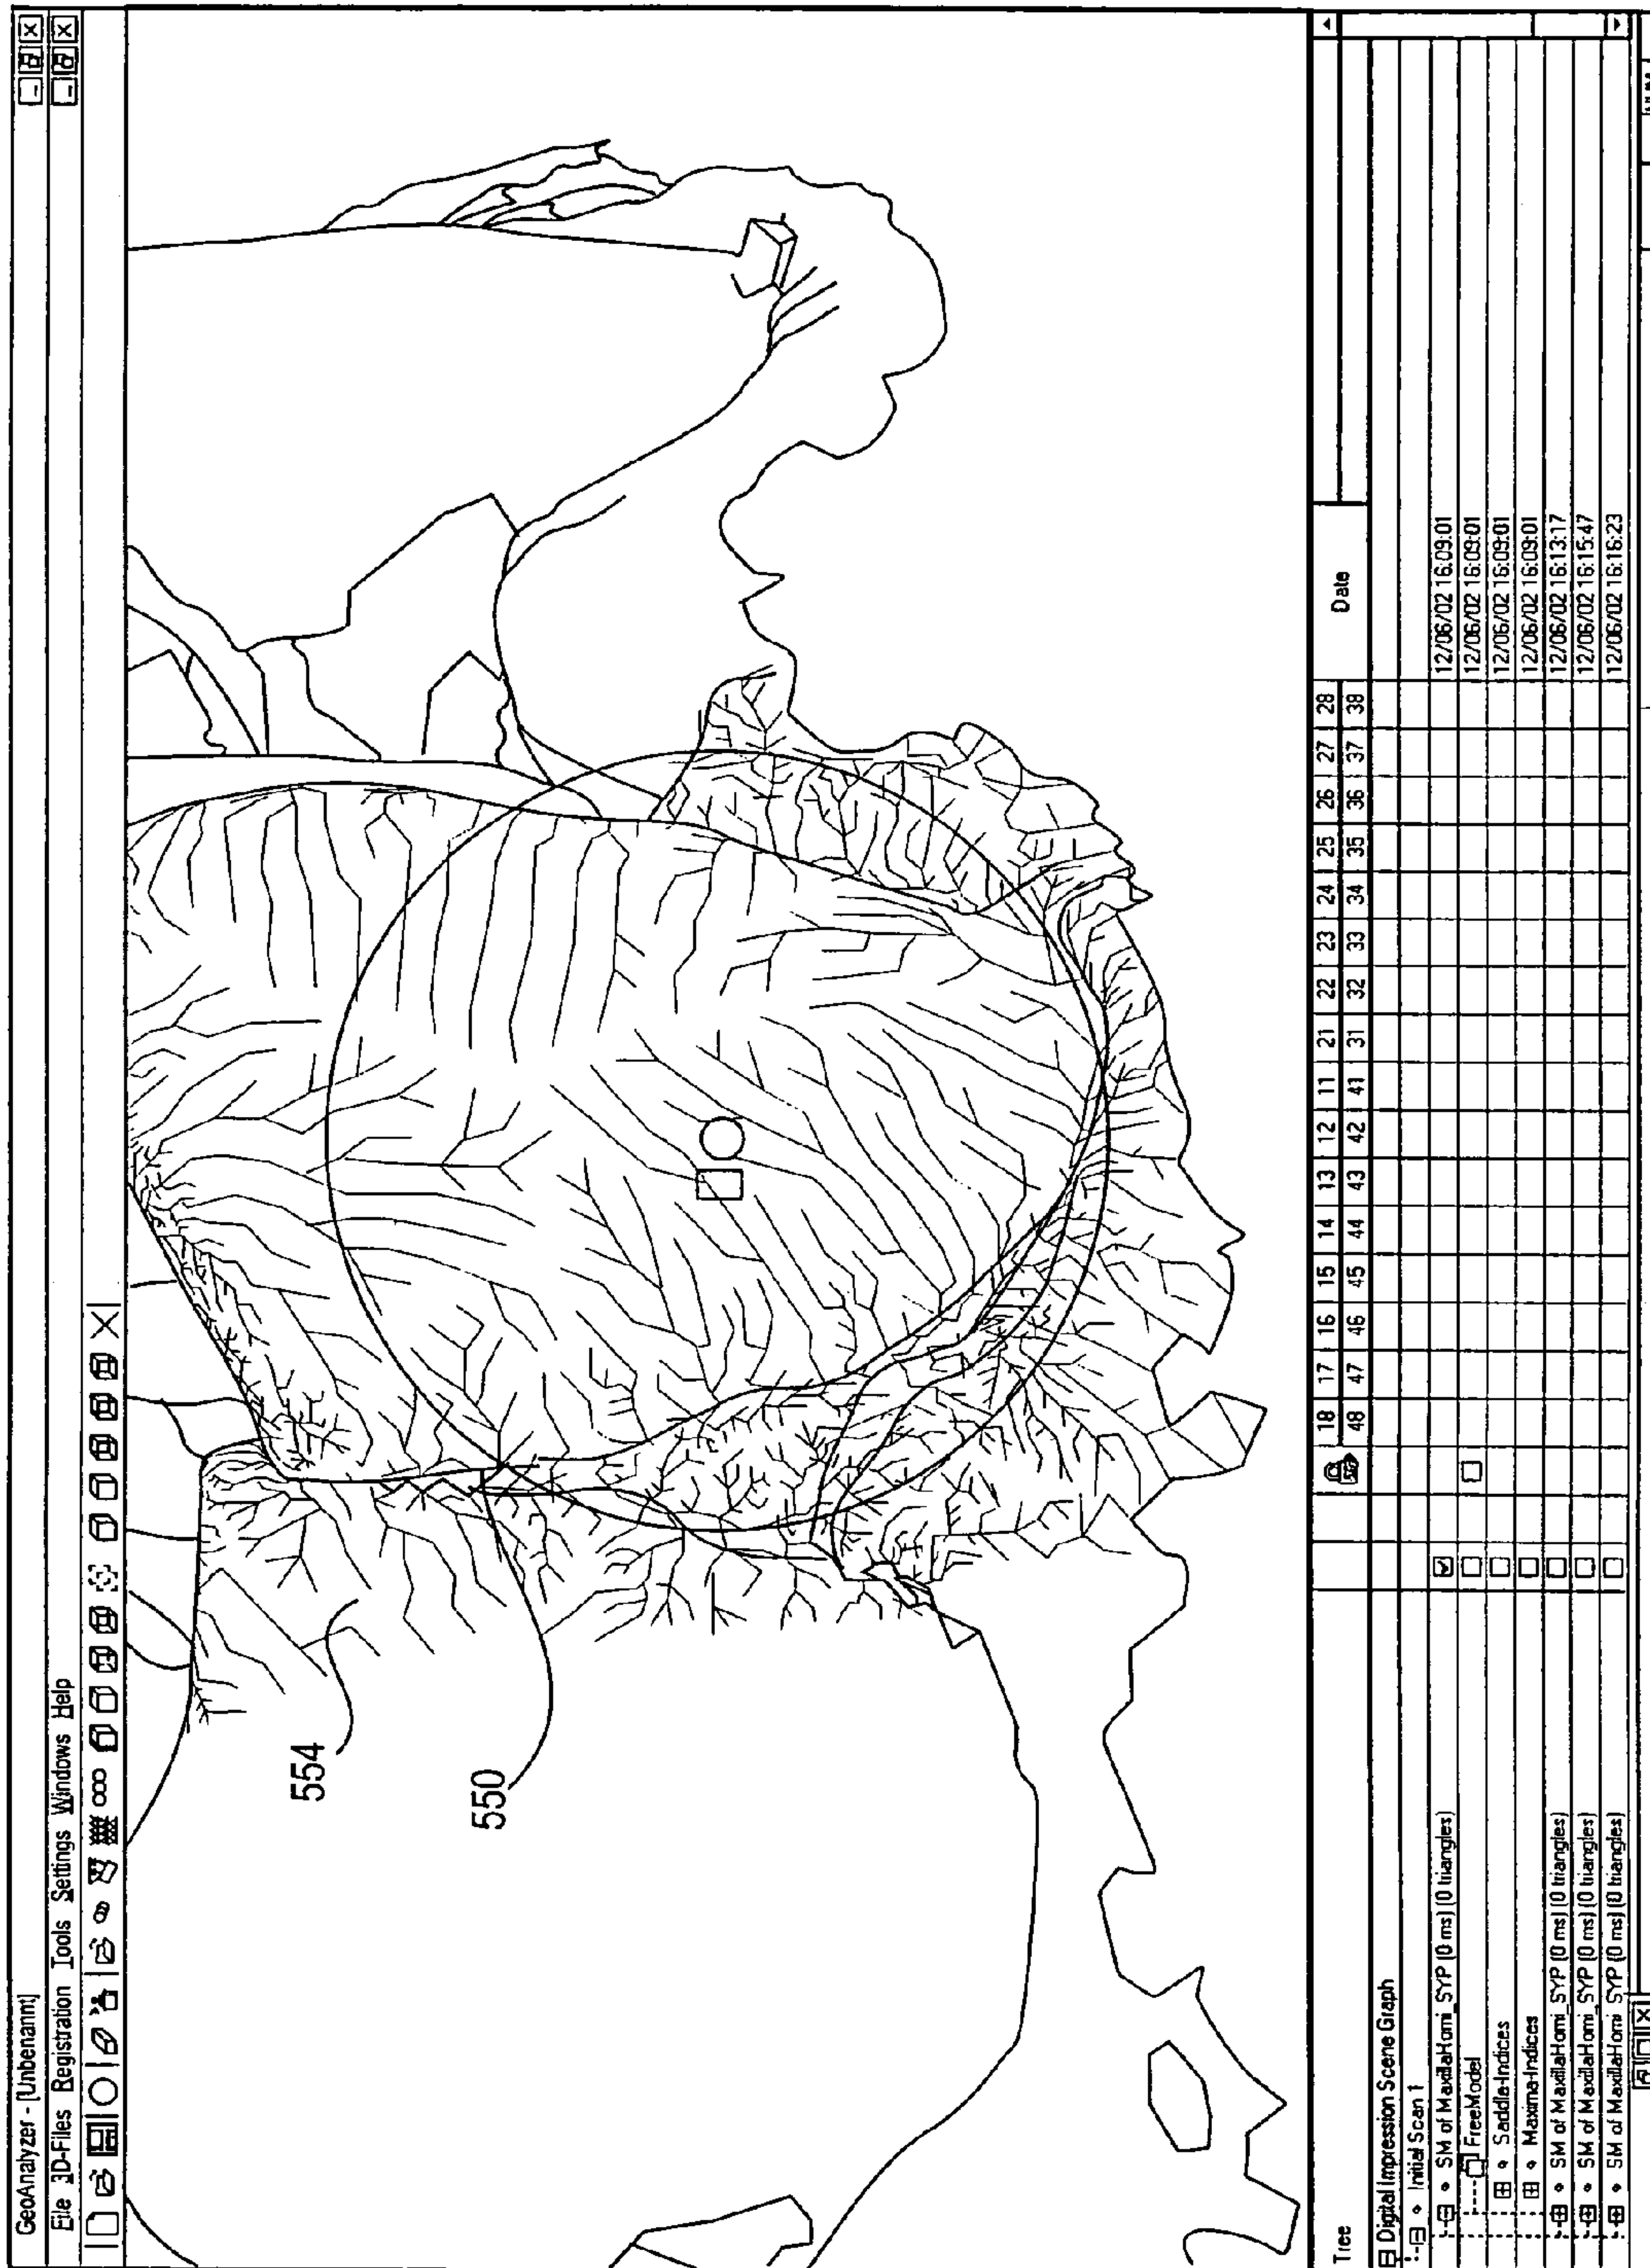 GeoAnalyzer - [Unbenannt]
File 3D-Files Registration Tools Settings Windows Help
554
550
Tree 18 17 16 15 14 13 12 11 21 22 23 24 25 26 27 28 Date
48 47 46 45 44 43 42 41 31 32 33 34 35 36 37 38
Digital Impression Scene Graph
Initial Scan 1
SM of MaxillaHomi_SYP (0 ms) (0 triangles) 12/06/02 16:09:01
FreeModel 12/06/02 16:09:01
Saddle-Indices 12/06/02 16:09:01
Maxima-Indices 12/06/02 16:09:01
SM of MaxillaHomi_SYP (0 ms) (0 triangles) 12/06/02 16:13:17
SM of MaxillaHomi_SYP (0 ms) (0 triangles) 12/06/02 16:15:47
SM of MaxillaHomi_SYP (0 ms) (0 triangles) 12/06/02 16:16:23